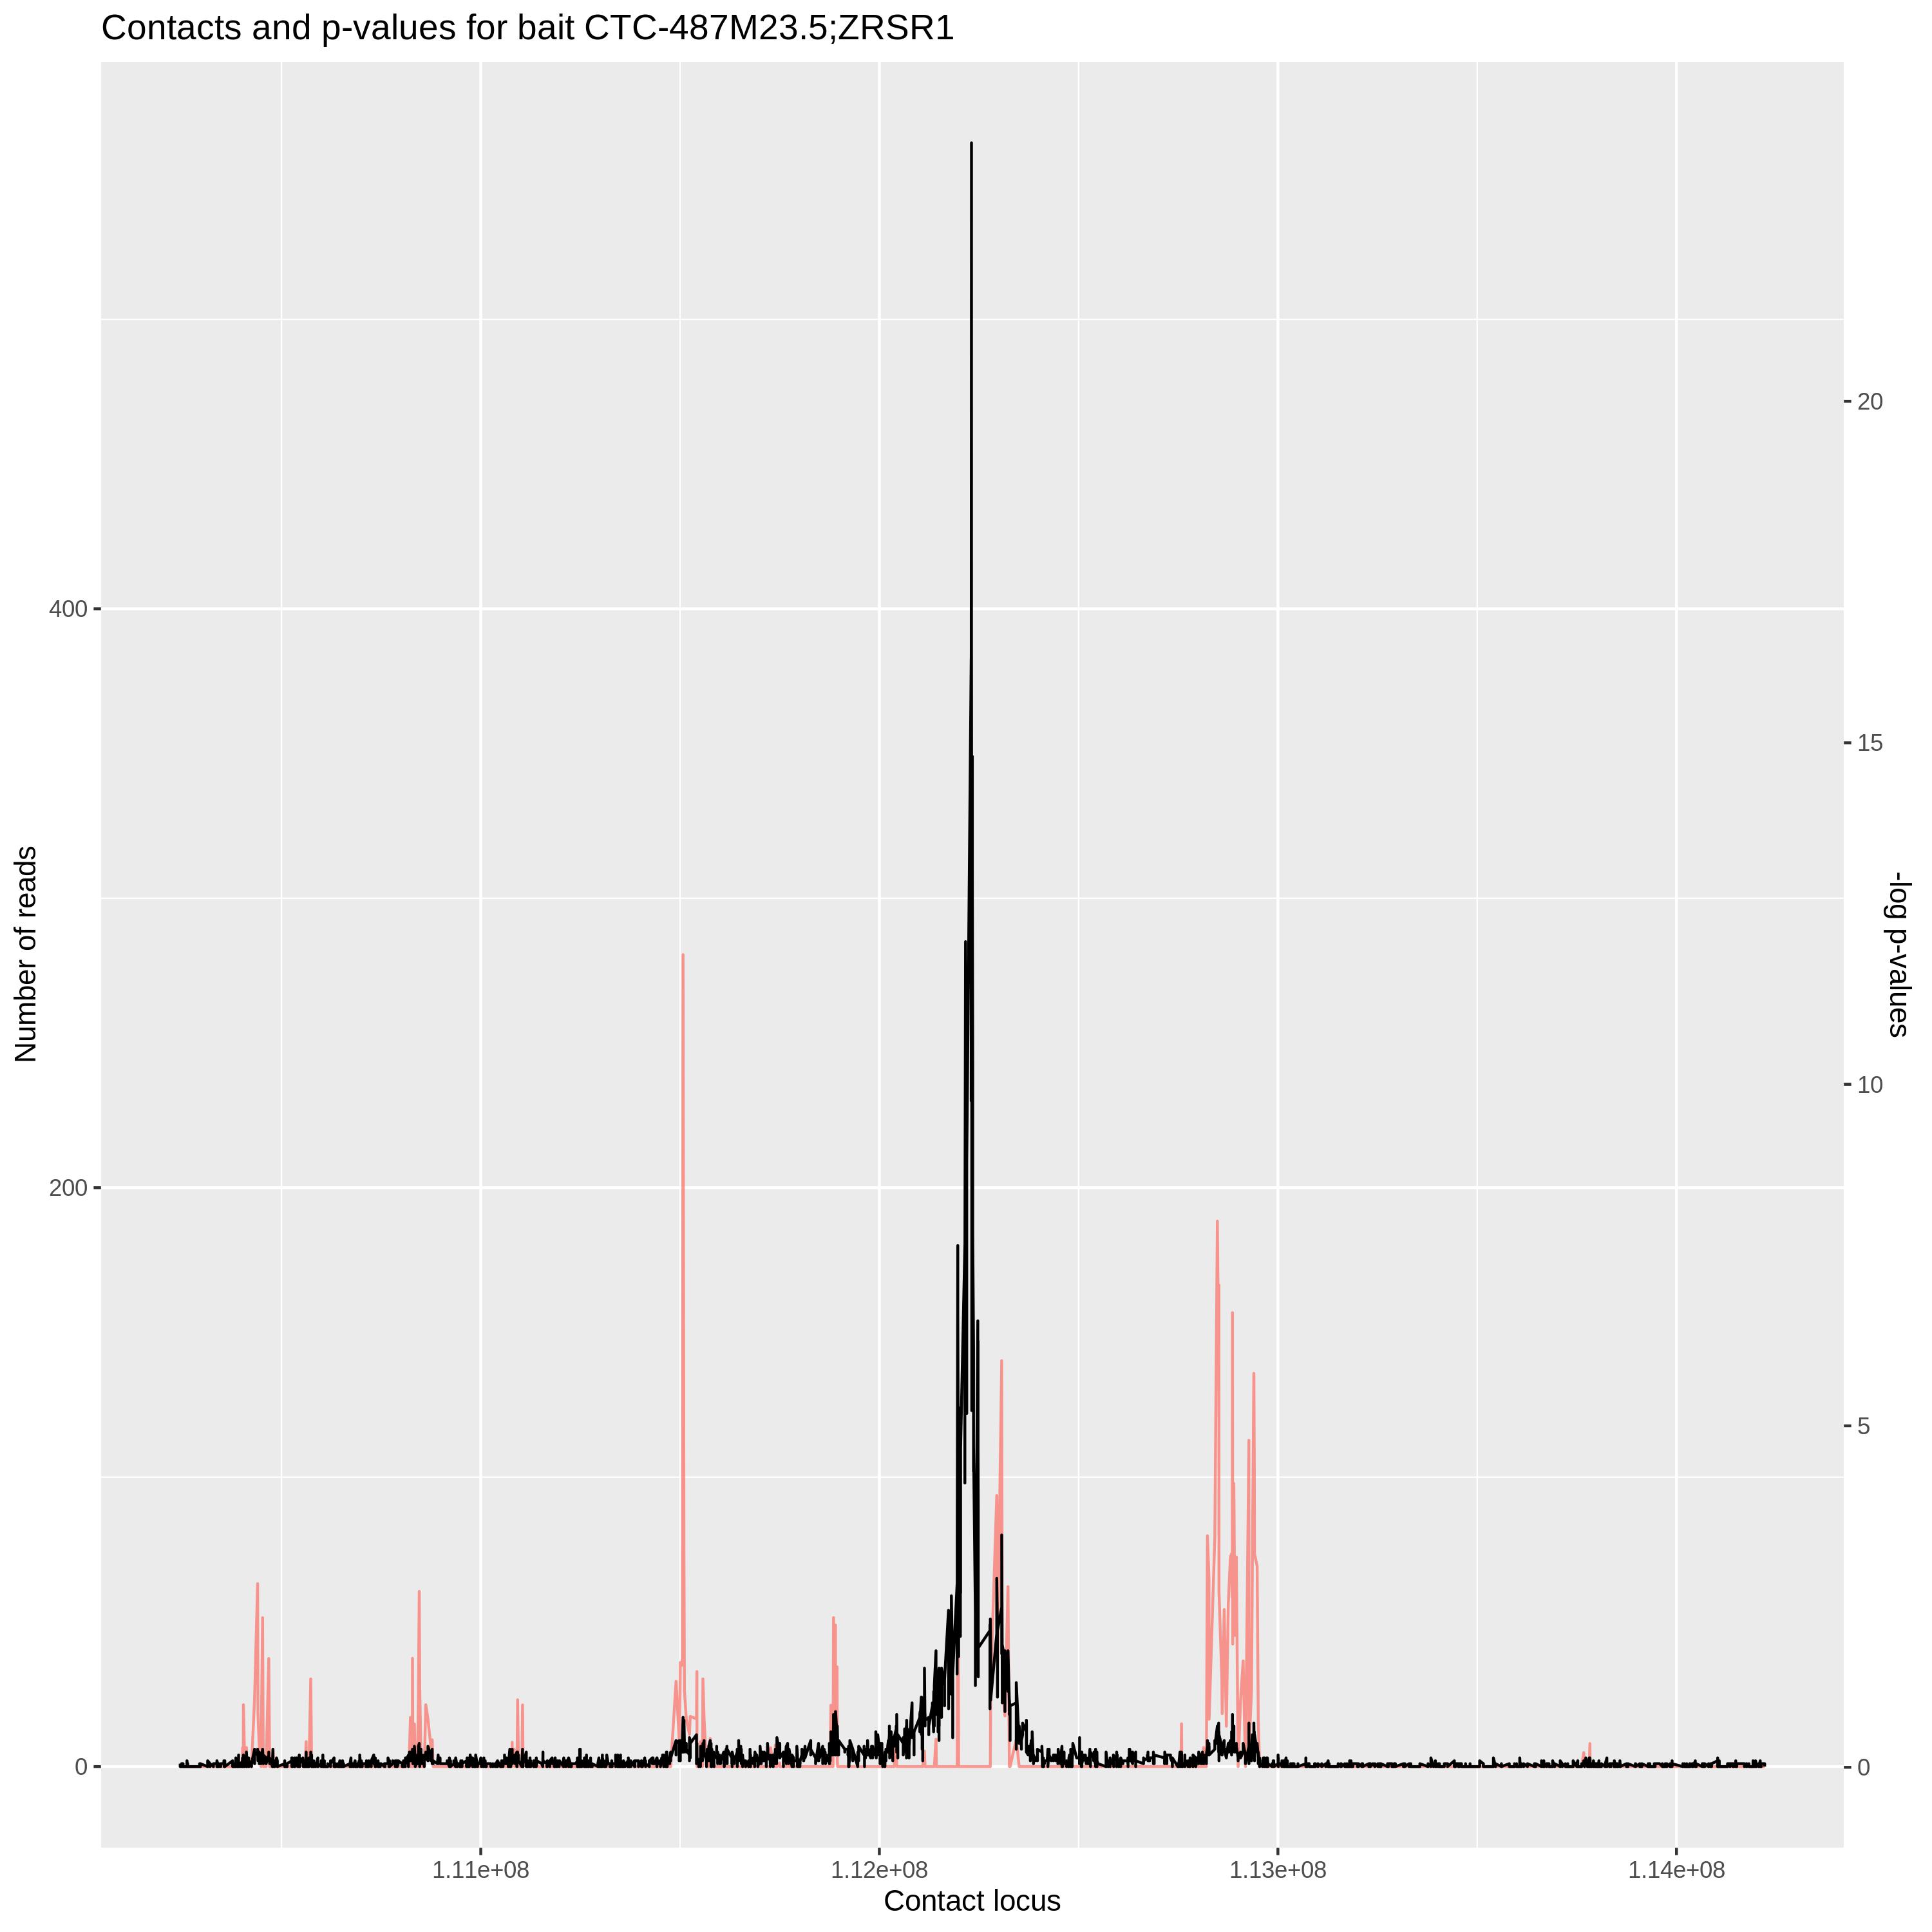 Contacts and p-values for bait CTC-487M23.5;ZRSR1
Number of reads
400
200
0
20
15
10
5
0
-log p-values
1.11e+08
1.12e+08
1.13e+08
1.14e+08
Contact locus